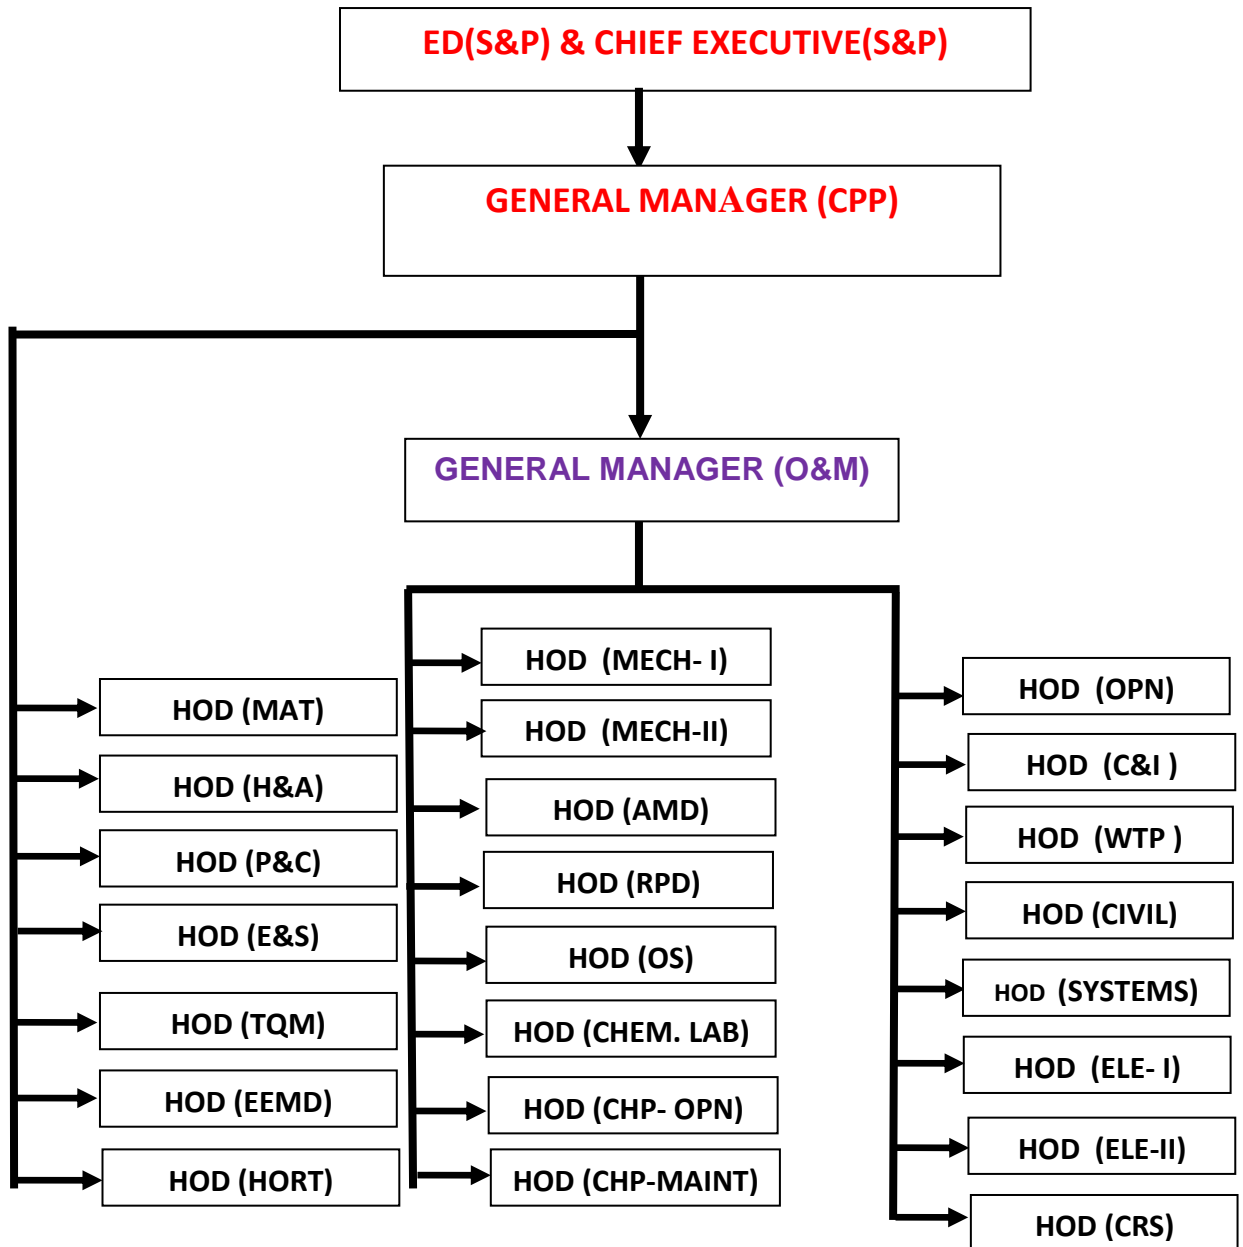 ED(S&P) & CHIEF EXECUTIVE(S&P)
GENERAL MANAGER (CPP)
GENERAL MANAGER (O&M)
HOD (MAT)
HOD (H&A)
HOD (P&C)
HOD (E&S)
HOD (TQM)
HOD (EEMD)
HOD (HORT)
HOD (MECH- I)
HOD (MECH-II)
HOD (AMD)
HOD (RPD)
HOD (OS)
HOD (CHEM. LAB)
HOD (CHP- OPN)
HOD (CHP-MAINT)
HOD (OPN)
HOD (C&I )
HOD (WTP )
HOD (CIVIL)
HOD (SYSTEMS)
HOD (ELE- I)
HOD (ELE-II)
HOD (CRS)